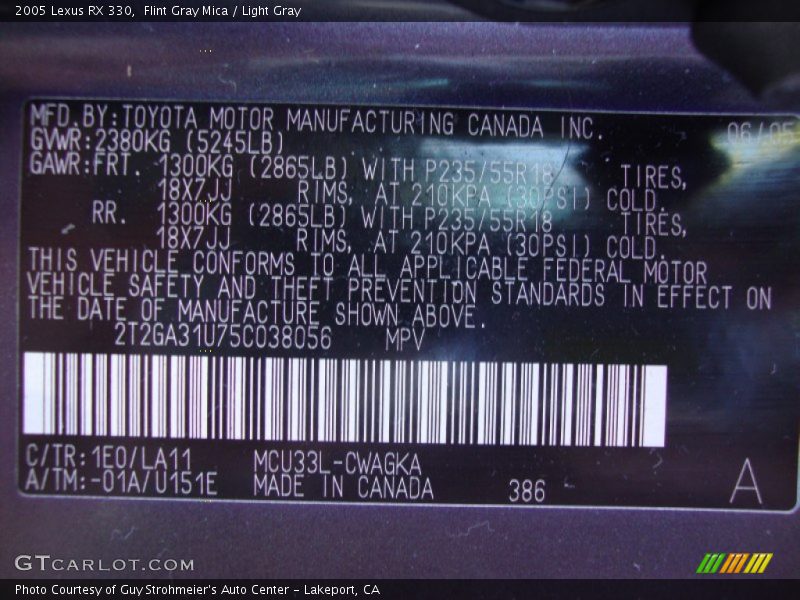 2005 Lexus RX 330,  Flint Gray Mica / Light Gray
MFD.BY:TOYOTA MOTOR MANUFACTURING CANADA INC. 06/05
GVWR:2380KG (5245LB)
GAWR:FRT. 1300KG (2865LB) WITH P235/55R18 TIRES,
18X7JJ RIMS, AT 210KPA (30PSI) COLD.
RR. 1300KG (2865LB) WITH P235/55R18 TIRES,
18X7JJ RIMS, AT 210KPA (30PSI) COLD.
THIS VEHICLE CONFORMS TO ALL APPLICABLE FEDERAL MOTOR
VEHICLE SAFETY AND THEFT PREVENTION STANDARDS IN EFFECT ON
THE DATE OF MANUFACTURE SHOWN ABOVE.
2T2GA31U75C038056 MPV
C/TR:1E0/LA11 MCU33L-CWAGKA
A/TM:-01A/U151E MADE IN CANADA 386 A
GTCARLOT.COM
Photo Courtesy of Guy Strohmeier's Auto Center - Lakeport, CA